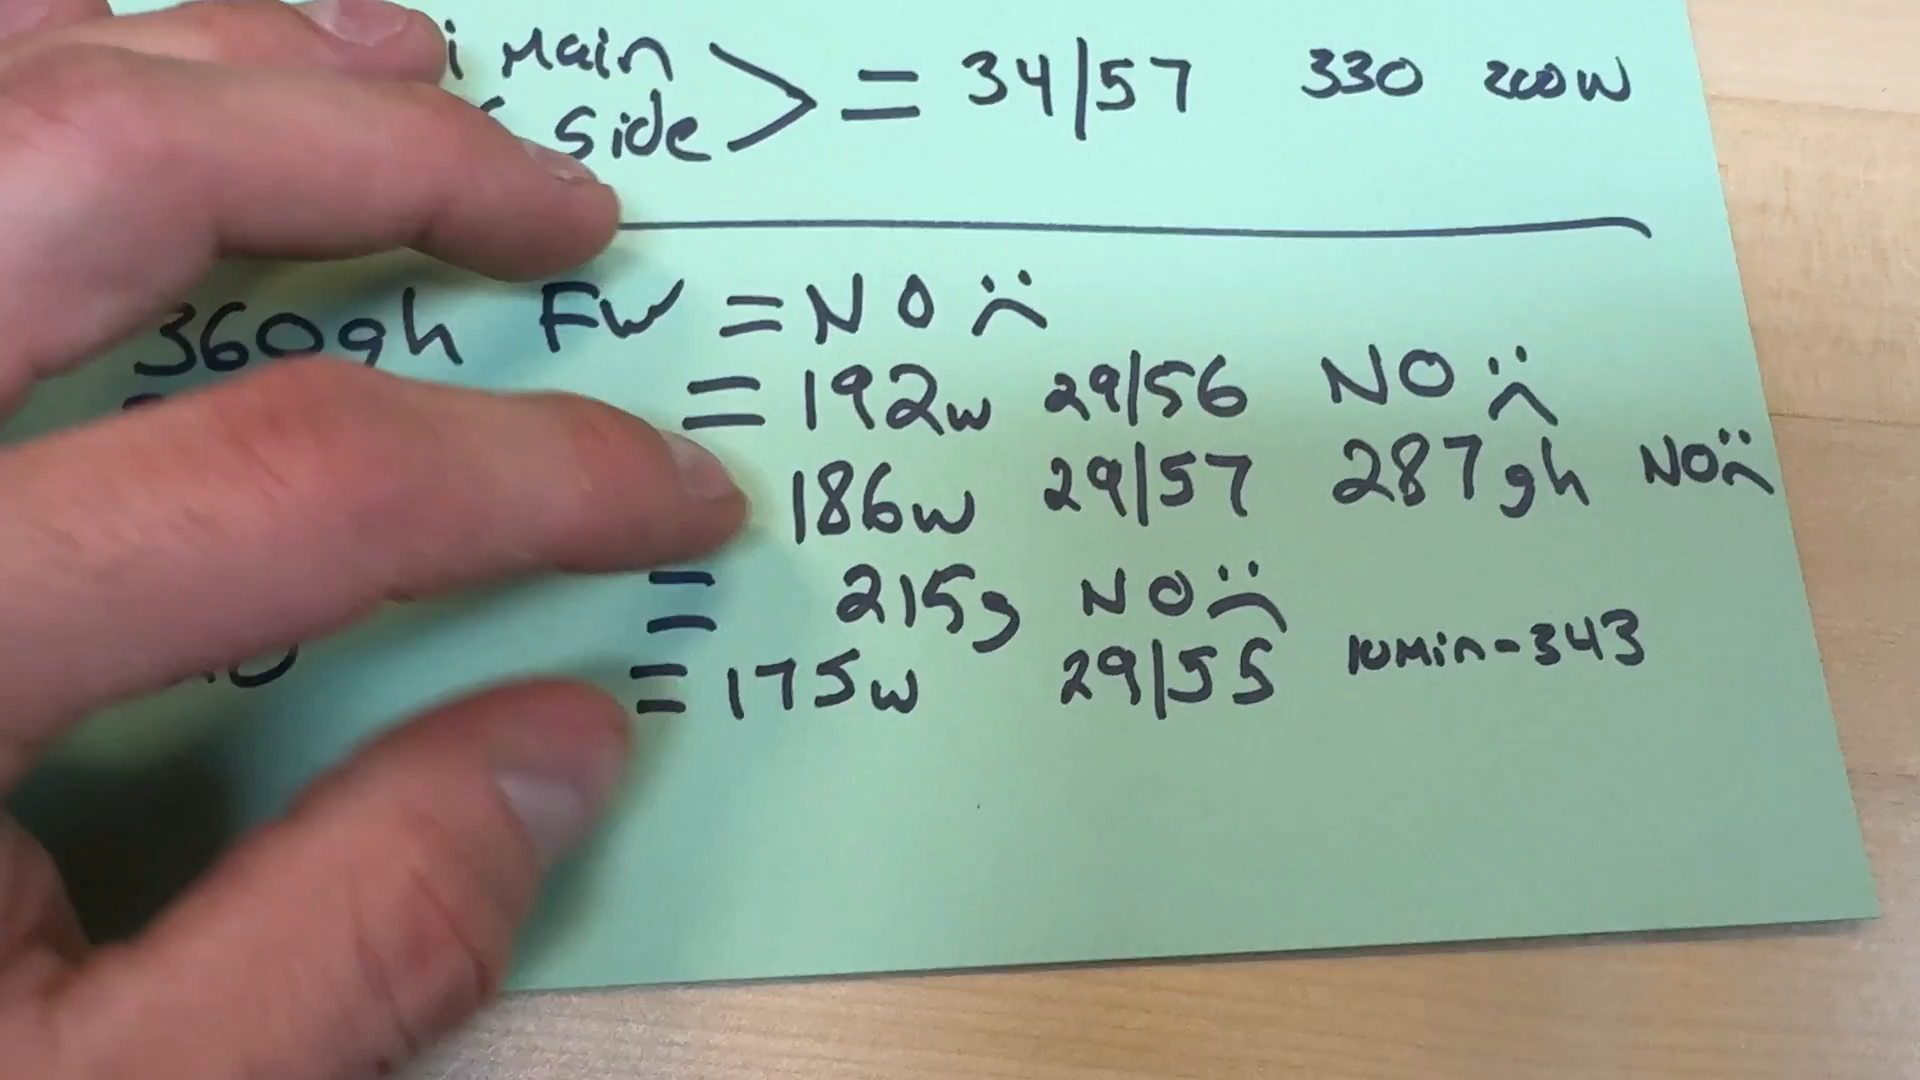 Main > = 34/57 330 200W
Side
360gh FW = NO :(
= 192w 29/56 NO :(
186w 29/57 287gh NO :(
= 215g NO :(
= 175w 29/55 10min-343